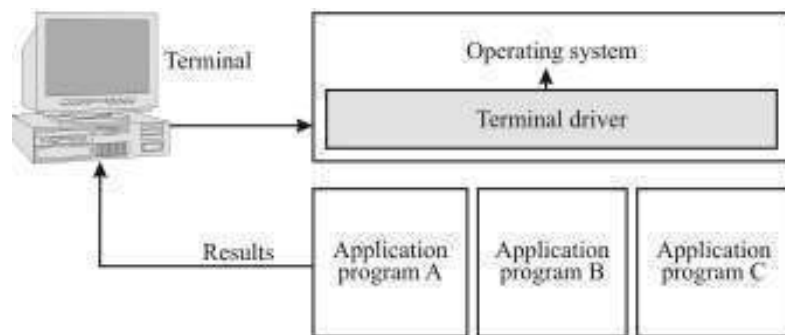 Terminal
Operating system
Terminal driver
Results
Application
program A
Application
program B
Application
program C